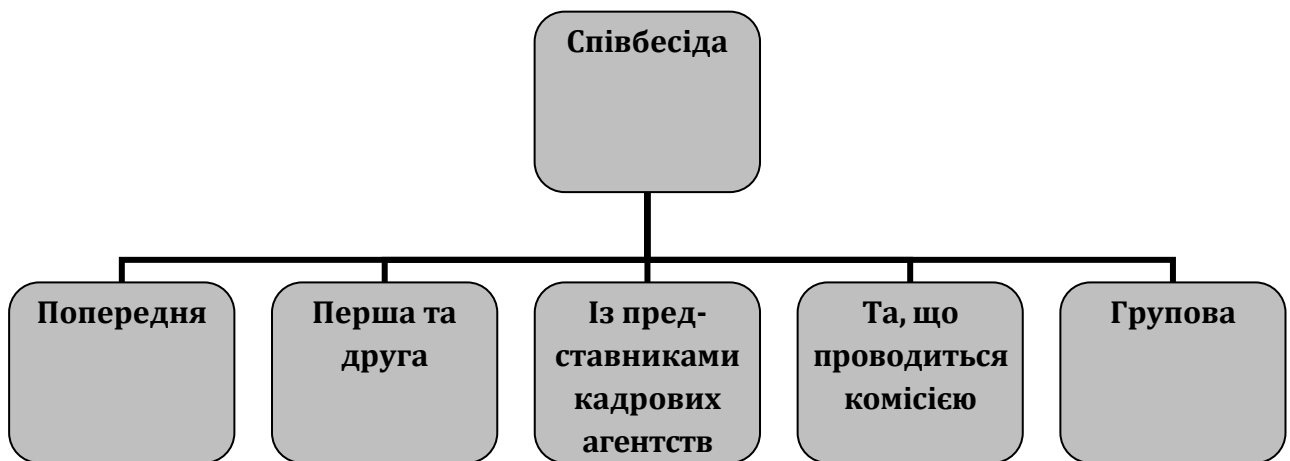 Співбесіда
Попередня
Перша та
друга
Із пред-
ставниками
кадрових
агентств
Та, що
проводиться
комісією
Групова